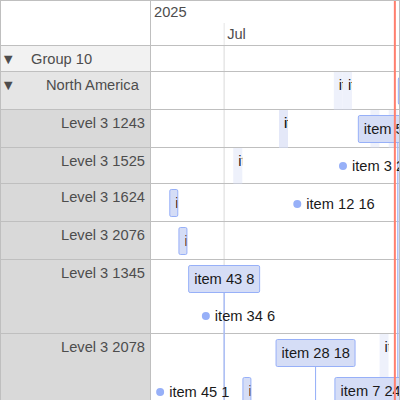 2025
Jul
▼ Group 10
▼ North America
Level 3 1243
item
Level 3 1525
item 3
Level 3 1624
item 12 16
Level 3 2076
Level 3 1345
item 43 8
item 34 6
Level 3 2078
item 28 18
item 7 24
item 45 1